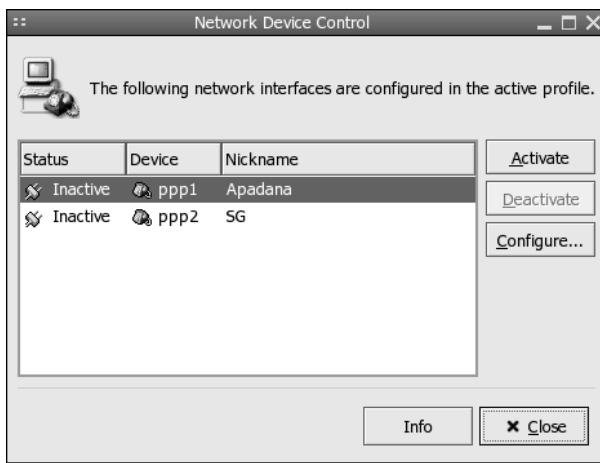 Network Device Control
The following network interfaces are configured in the active profile.
Status Device Nickname
Inactive ppp1 Apadana
Inactive ppp2 SG
Activate
Deactivate
Configure...
Info
Close